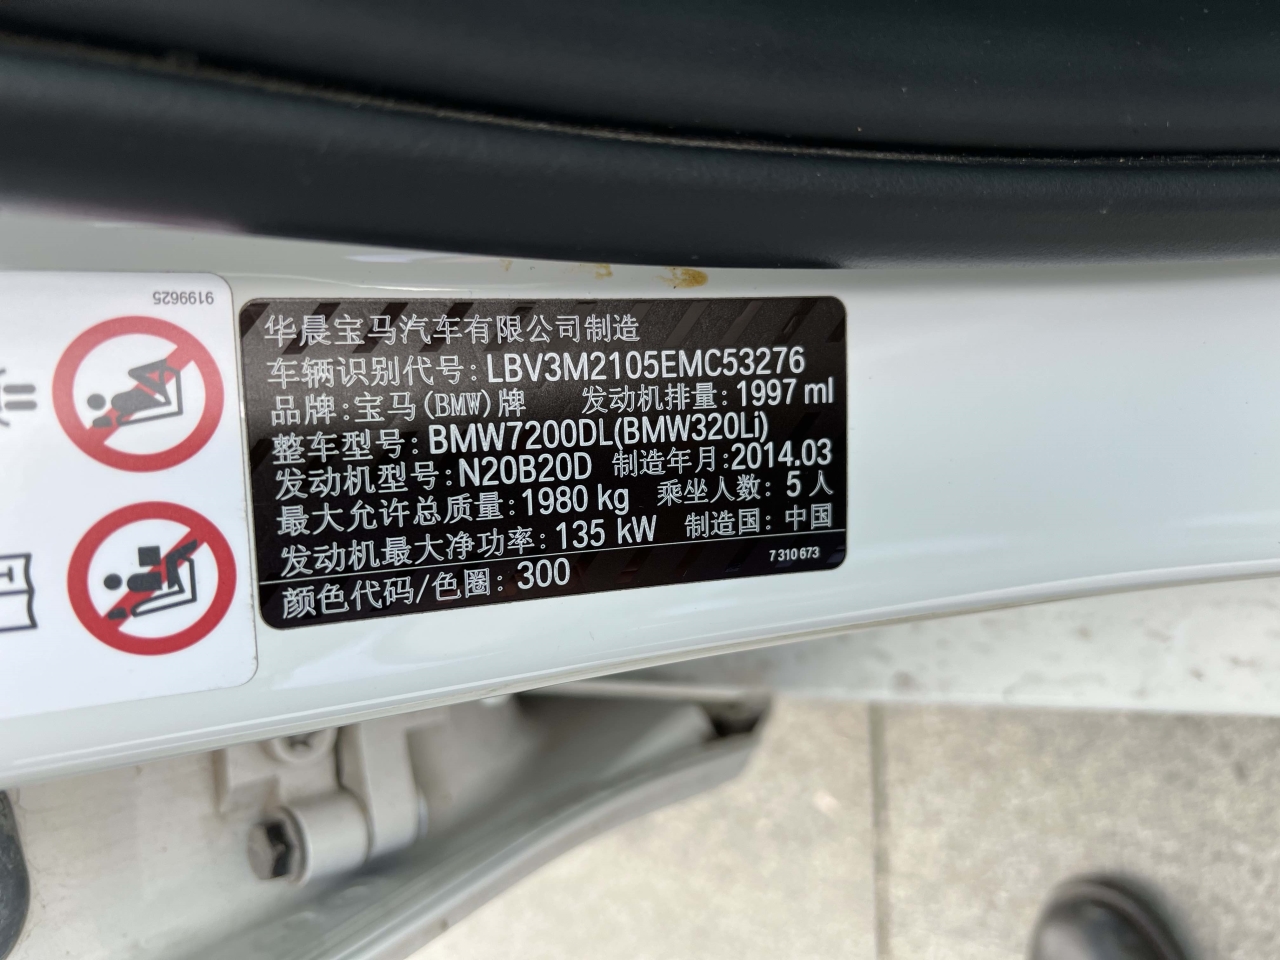 9199625
华晨宝马汽车有限公司制造
车辆识别代号: LBV3M2105EMC53276
品牌:宝马(BMW)牌 发动机排量: 1997 ml
整车型号: BMW7200DL(BMW320Li)
发动机型号: N20B20D 制造年月:2014.03
最大允许总质量: 1980 kg 乘坐人数: 5 人
发动机最大净功率: 135 kW 制造国: 中国
颜色代码/色圈: 300 7 310 673